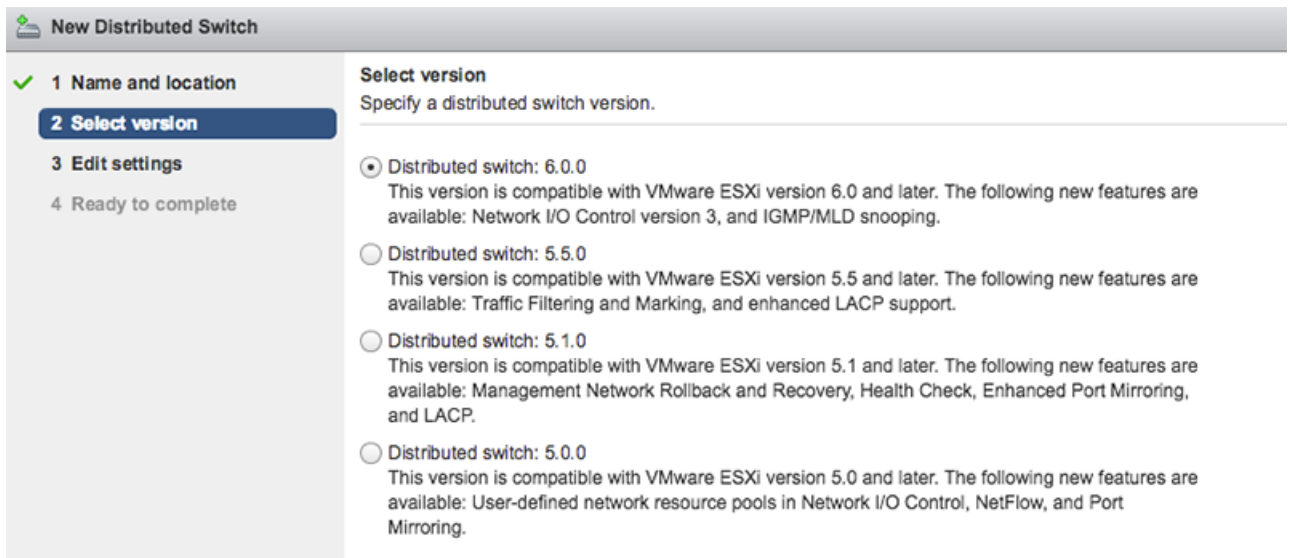 New Distributed Switch
1 Name and location
2 Select version
3 Edit settings
4 Ready to complete
Select version
Specify a distributed switch version.
Distributed switch: 6.0.0
This version is compatible with VMware ESXi version 6.0 and later. The following new features are
available: Network I/O Control version 3, and IGMP/MLD snooping.
Distributed switch: 5.5.0
This version is compatible with VMware ESXi version 5.5 and later. The following new features are
available: Traffic Filtering and Marking, and enhanced LACP support.
Distributed switch: 5.1.0
This version is compatible with VMware ESXi version 5.1 and later. The following new features are
available: Management Network Rollback and Recovery, Health Check, Enhanced Port Mirroring,
and LACP.
Distributed switch: 5.0.0
This version is compatible with VMware ESXi version 5.0 and later. The following new features are
available: User-defined network resource pools in Network I/O Control, NetFlow, and Port
Mirroring.